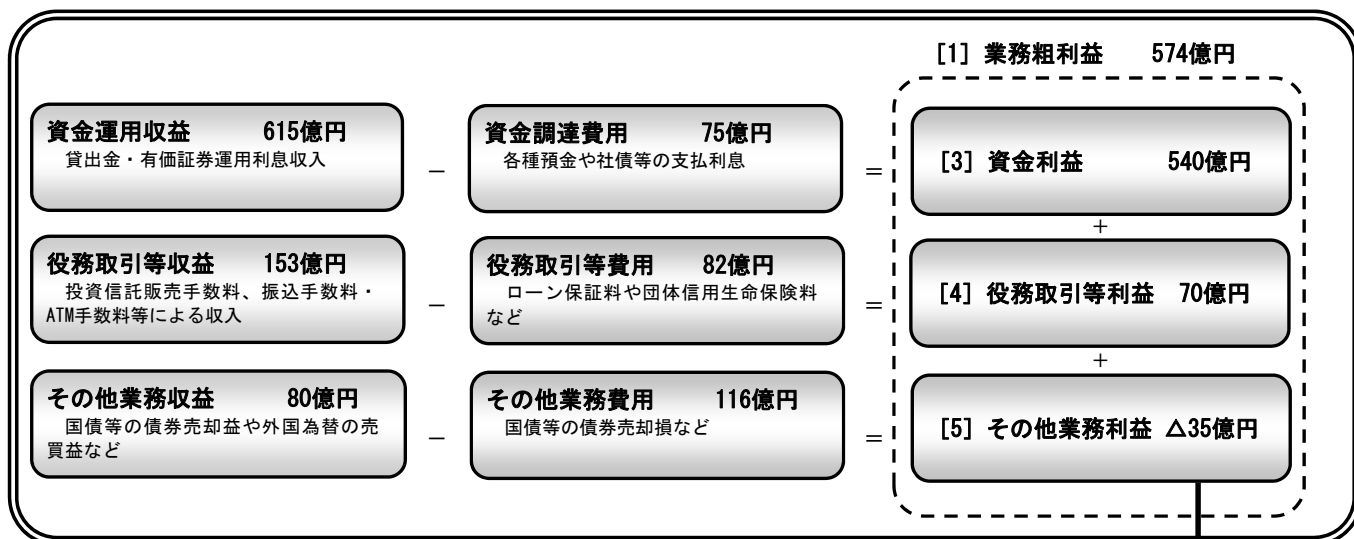 [1] 業務粗利益 574億円
資金運用収益 615億円
貸出金・有価証券運用利息収入
−
資金調達費用 75億円
各種預金や社債等の支払利息
=
[3] 資金利益 540億円
+
役務取引等収益 153億円
投資信託販売手数料、振込手数料・
ATM手数料等による収入
−
役務取引等費用 82億円
ローン保証料や団体信用生命保険料
など
=
[4] 役務取引等利益 70億円
+
その他業務収益 80億円
国債等の債券売却益や外国為替の売
買益など
−
その他業務費用 116億円
国債等の債券売却損など
=
[5] その他業務利益 △35億円